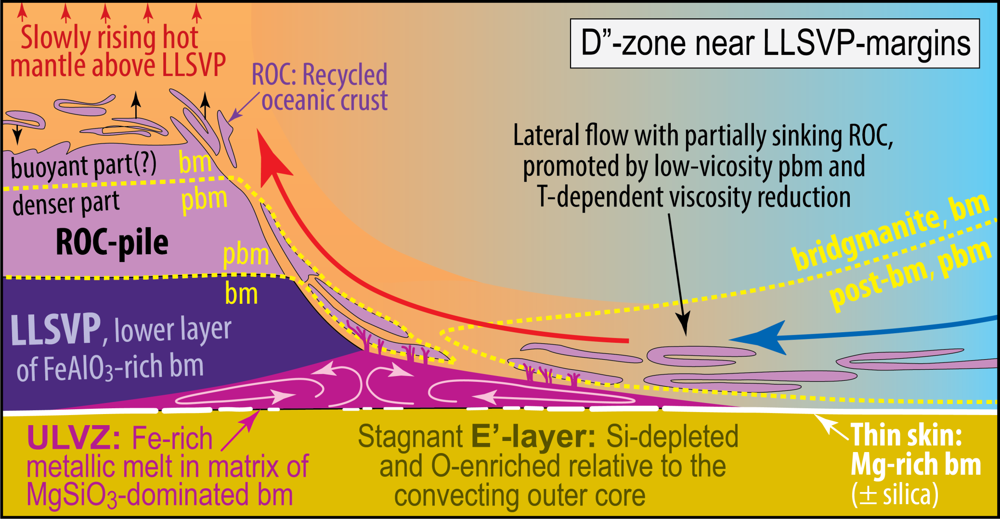 Slowly rising hot
mantle above LLSVP
D”-zone near LLSVP-margins
ROC: Recycled
oceanic crust
Lateral flow with partially sinking ROC,
promoted by low-vicosity pbm and
T-dependent viscosity reduction
buoyant part(?)
bm
denser part
pbm
ROC-pile
pbm
bm
bridgmanite, bm
post-bm, pbm
LLSVP, lower layer
of FeAlO3-rich bm
ULVZ: Fe-rich
metallic melt in matrix of
MgSiO3-dominated bm
Stagnant E’-layer: Si-depleted
and O-enriched relative to the
convecting outer core
Thin skin:
Mg-rich bm
(± silica)